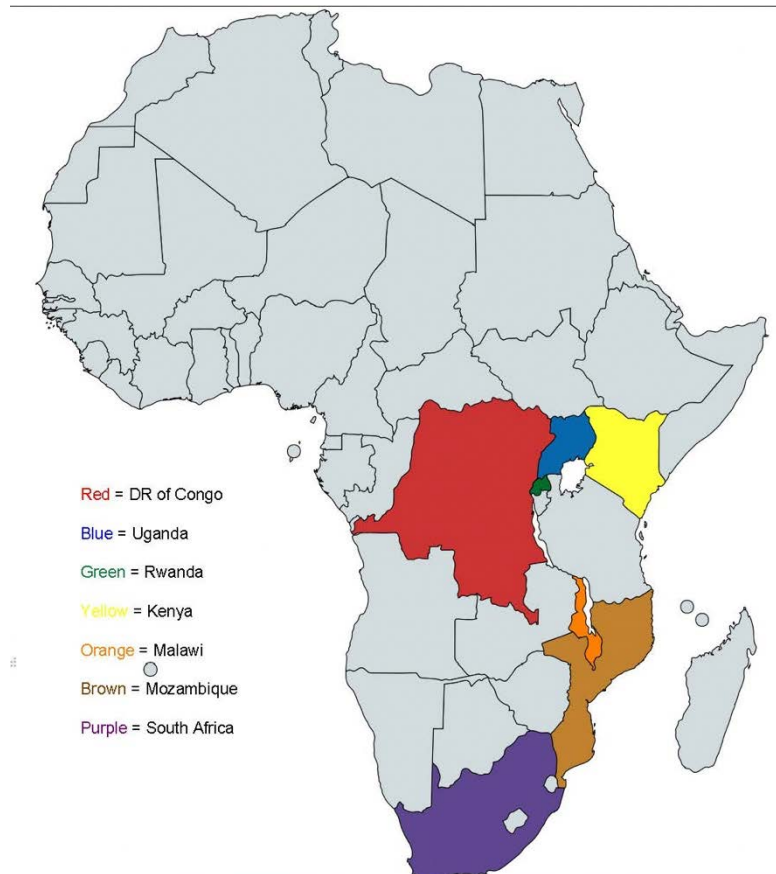 Red = DR of Congo
Blue = Uganda
Green = Rwanda
Yellow = Kenya
Orange = Malawi
Brown = Mozambique
Purple = South Africa